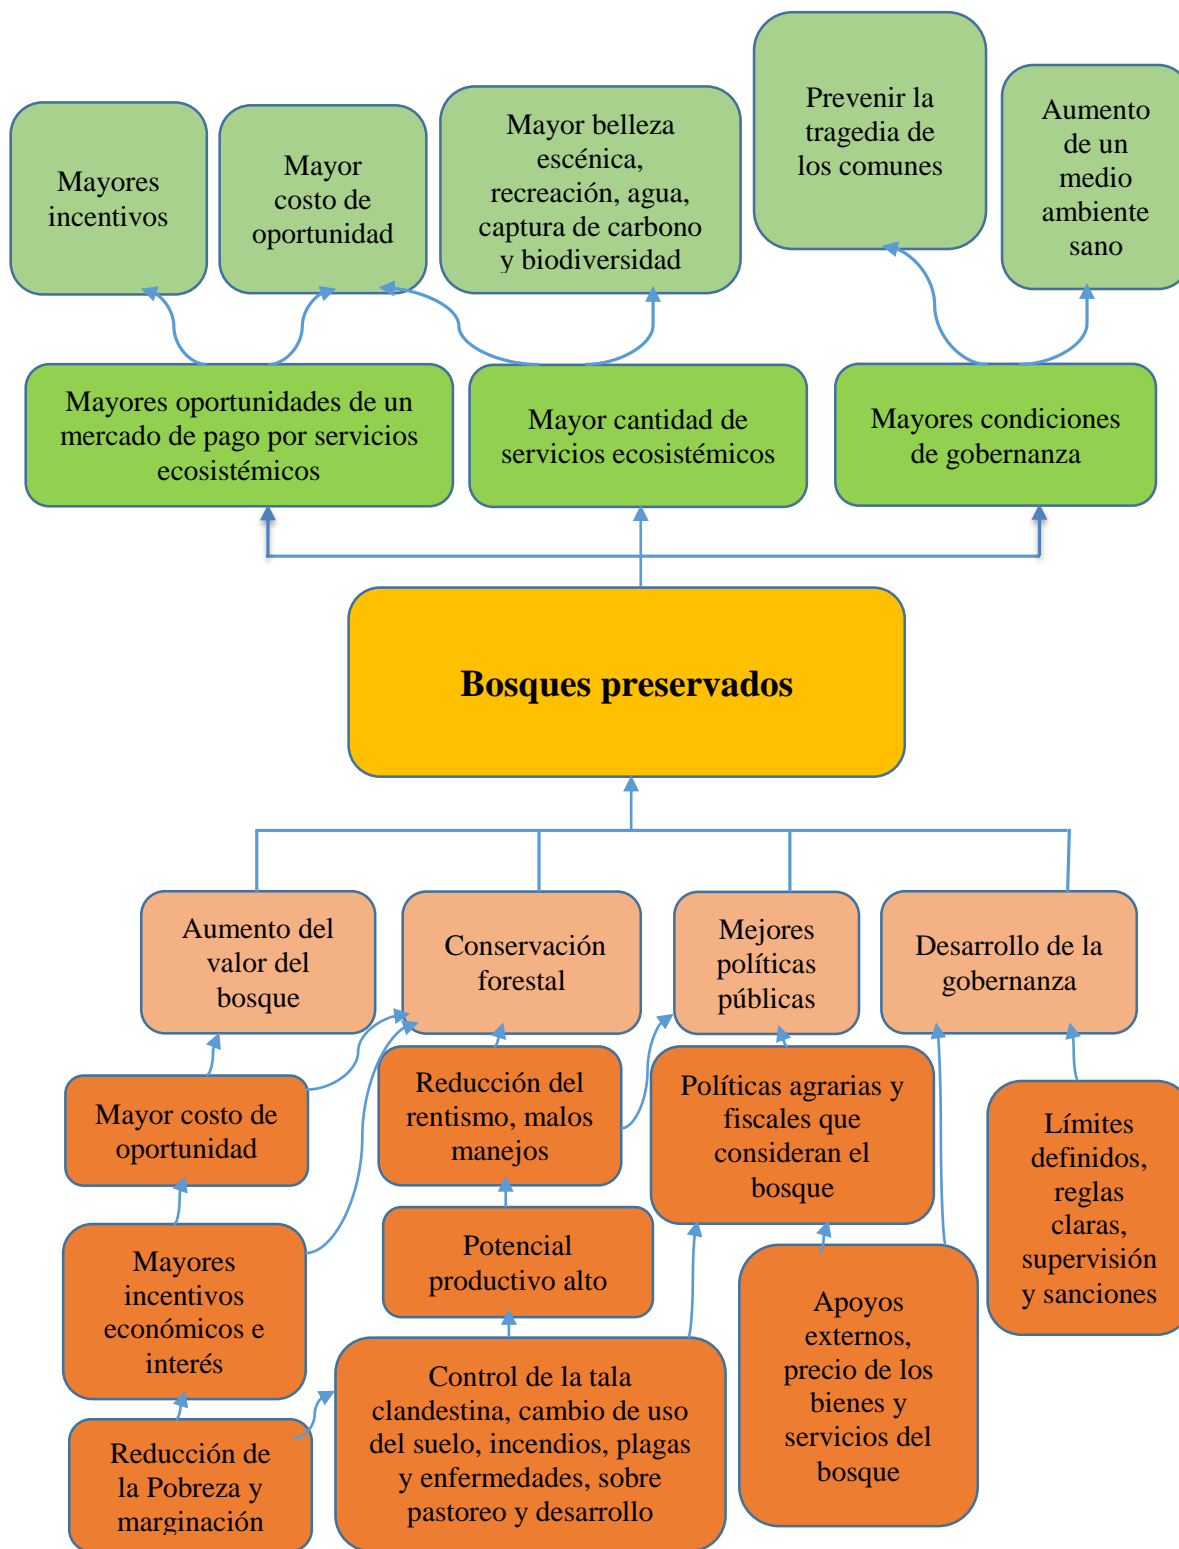 Mayores
incentivos
Mayor
costo de
oportunidad
Mayor belleza
escénica,
recreación, agua,
captura de carbono
y biodiversidad
Prevenir la
tragedia de
los comunes
Aumento
de un
medio
ambiente
sano
Mayores oportunidades de un
mercado de pago por servicios
ecosistémicos
Mayor cantidad de
servicios ecosistémicos
Mayores condiciones
de gobernanza
Bosques preservados
Aumento del
valor del
bosque
Conservación
forestal
Mejores
políticas
públicas
Desarrollo de la
gobernanza
Mayor costo de
oportunidad
Reducción del
rentismo, malos
manejos
Políticas agrarias y
fiscales que
consideran el
bosque
Límites
definidos,
reglas
claras,
supervisión
y sanciones
Mayores
incentivos
económicos e
interés
Potencial
productivo alto
Apoyos
externos,
precio de los
bienes y
servicios del
bosque
Reducción de
la Pobreza y
marginación
Control de la tala
clandestina, cambio de uso
del suelo, incendios, plagas
y enfermedades, sobre
pastoreo y desarrollo